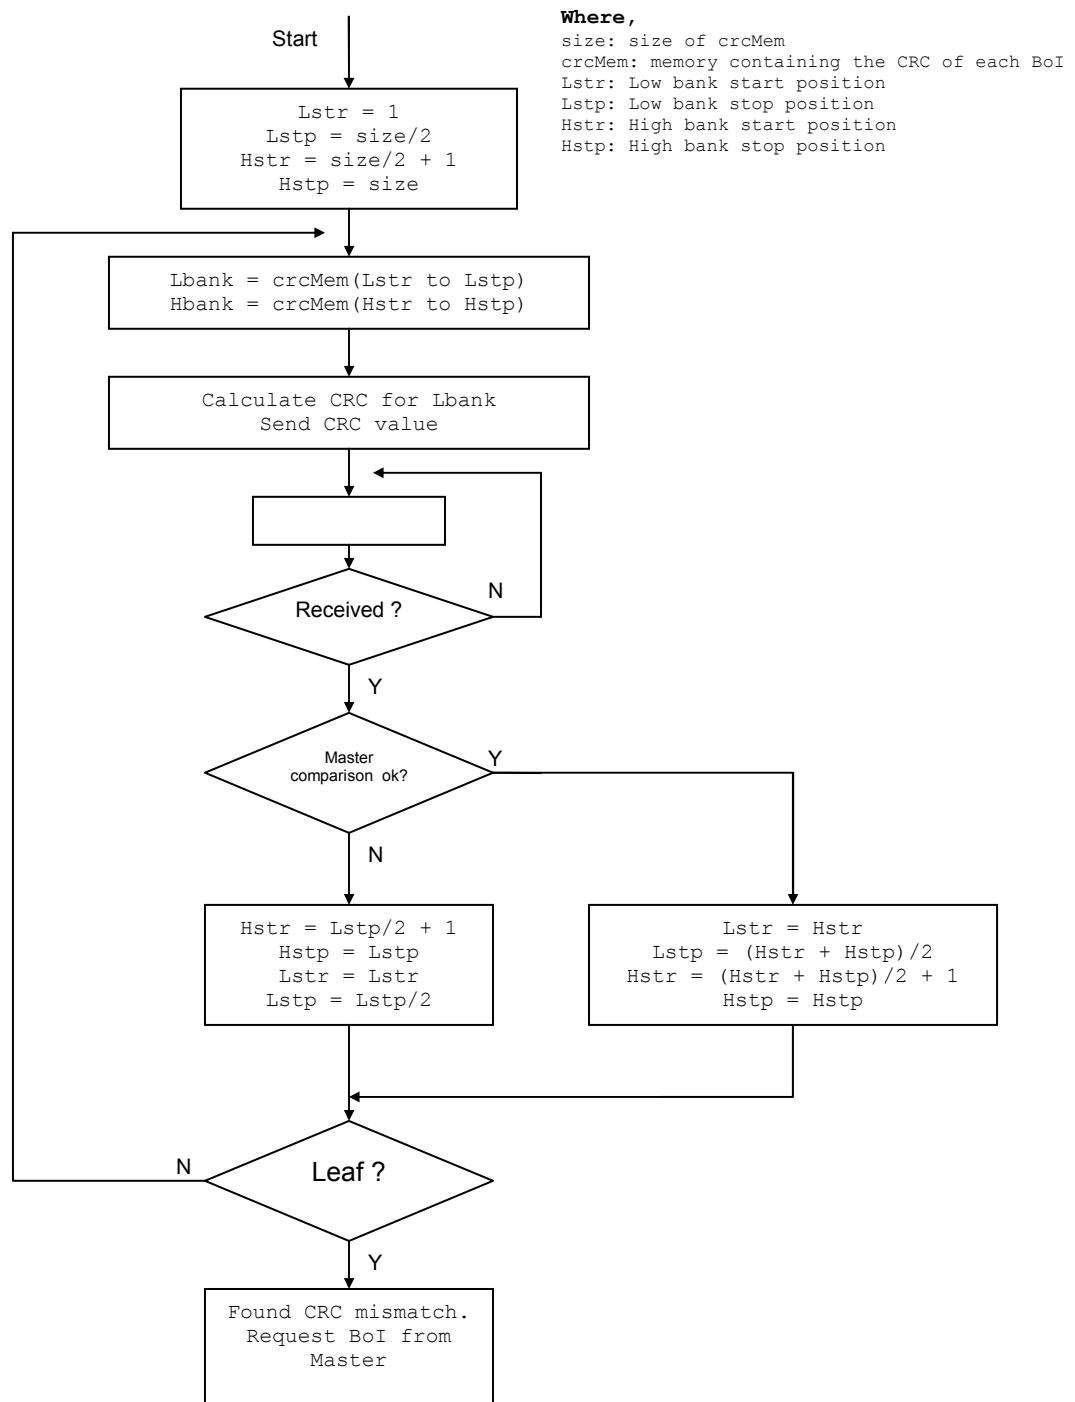 Start
Where,
size: size of crcMem
crcMem: memory containing the CRC of each BoI
Lstr: Low bank start position
Lstp: Low bank stop position
Hstr: High bank start position
Hstp: High bank stop position
Lstr = 1
Lstp = size/2
Hstr = size/2 + 1
Hstp = size
Lbank = crcMem(Lstr to Lstp)
Hbank = crcMem(Hstr to Hstp)
Calculate CRC for Lbank
Send CRC value
Received ?
N
Y
Master
comparison ok?
Y
N
Hstr = Lstp/2 + 1
Hstp = Lstp
Lstr = Lstr
Lstp = Lstp/2
Lstr = Hstr
Lstp = (Hstr + Hstp)/2
Hstr = (Hstr + Hstp)/2 + 1
Hstp = Hstp
N
Leaf ?
Y
Found CRC mismatch.
Request BoI from
Master